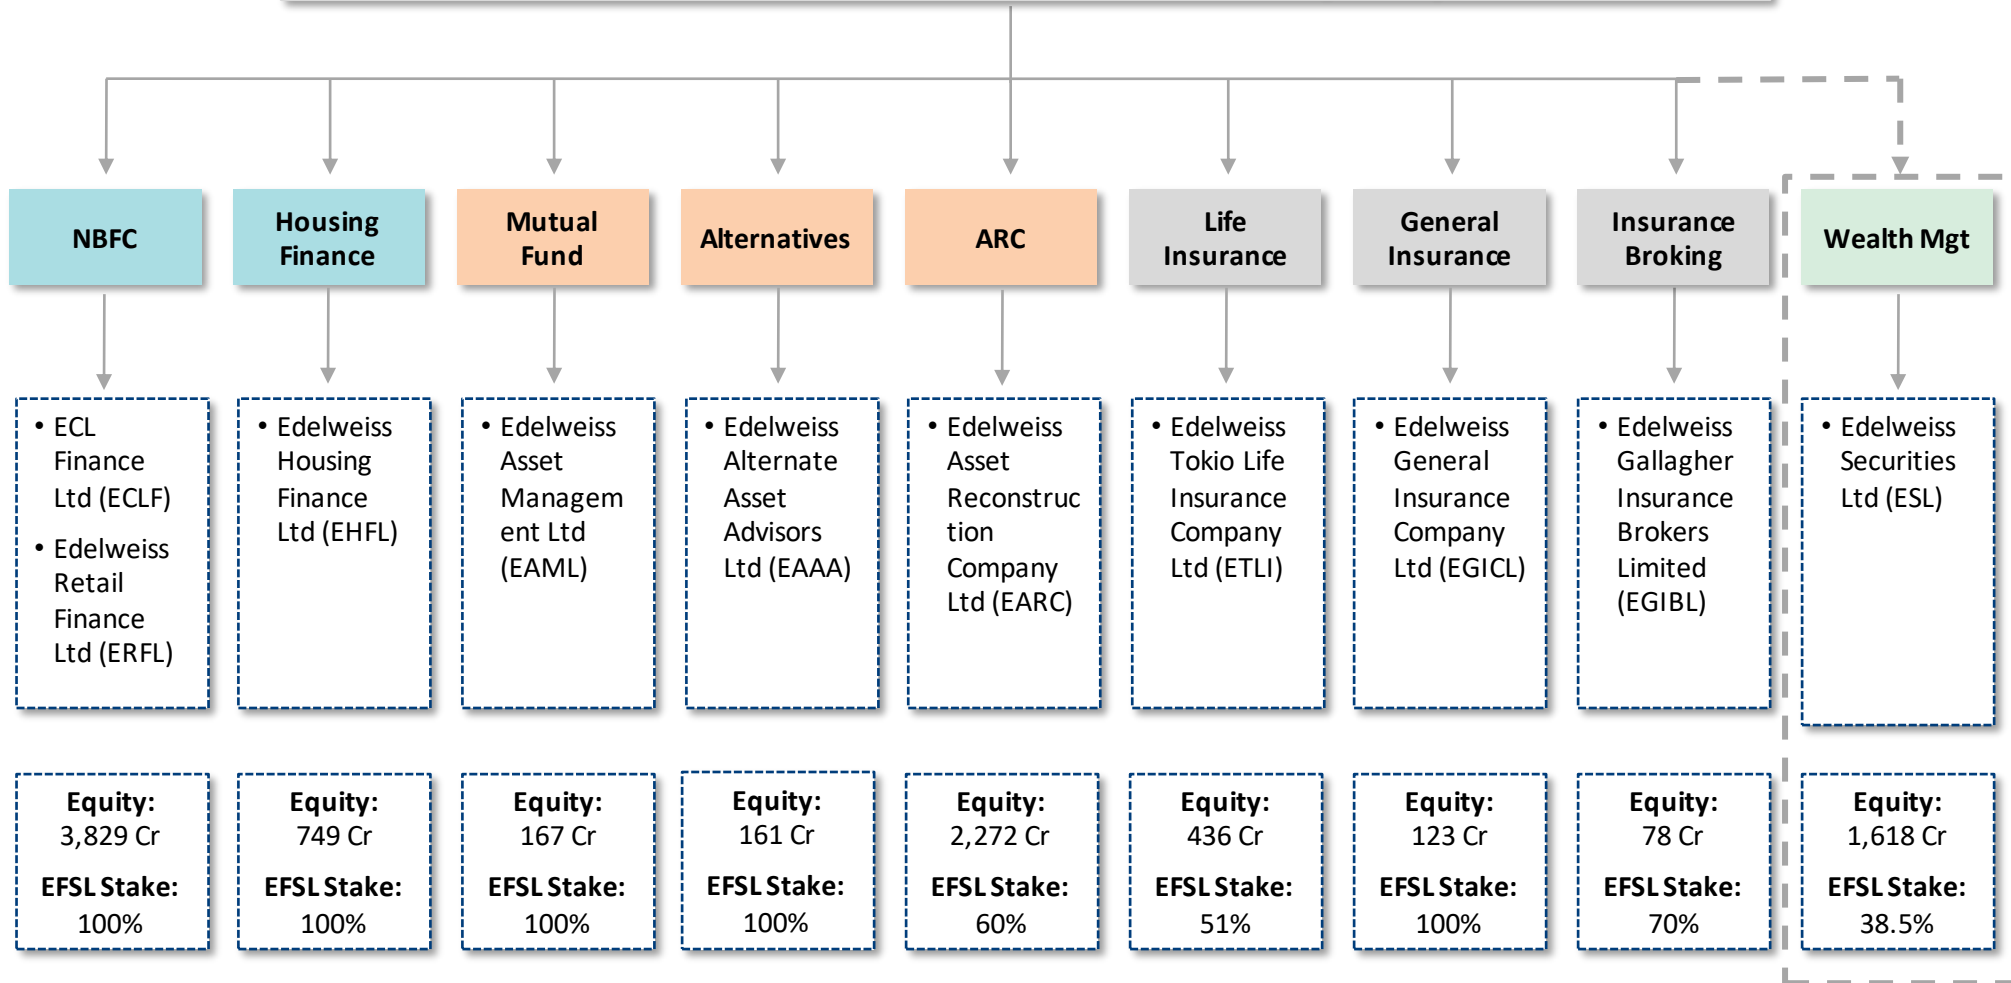 NBFC
Housing
Finance
Mutual
Fund
Alternatives
ARC
Life
Insurance
General
Insurance
Insurance
Broking
Wealth Mgt
• ECL
Finance
Ltd (ECLF)
• Edelweiss
Retail
Finance
Ltd (ERFL)
• Edelweiss
Housing
Finance
Ltd (EHFL)
• Edelweiss
Asset
Managem
ent Ltd
(EAML)
• Edelweiss
Alternate
Asset
Advisors
Ltd (EAAA)
• Edelweiss
Asset
Reconstruc
tion
Company
Ltd (EARC)
• Edelweiss
Tokio Life
Insurance
Company
Ltd (ETLI)
• Edelweiss
General
Insurance
Company
Ltd (EGICL)
• Edelweiss
Gallagher
Insurance
Brokers
Limited
(EGIBL)
• Edelweiss
Securities
Ltd (ESL)
Equity:
3,829 Cr
EFSL Stake:
100%
Equity:
749 Cr
EFSL Stake:
100%
Equity:
167 Cr
EFSL Stake:
100%
Equity:
161 Cr
EFSL Stake:
100%
Equity:
2,272 Cr
EFSL Stake:
60%
Equity:
436 Cr
EFSL Stake:
51%
Equity:
123 Cr
EFSL Stake:
100%
Equity:
78 Cr
EFSL Stake:
70%
Equity:
1,618 Cr
EFSL Stake:
38.5%